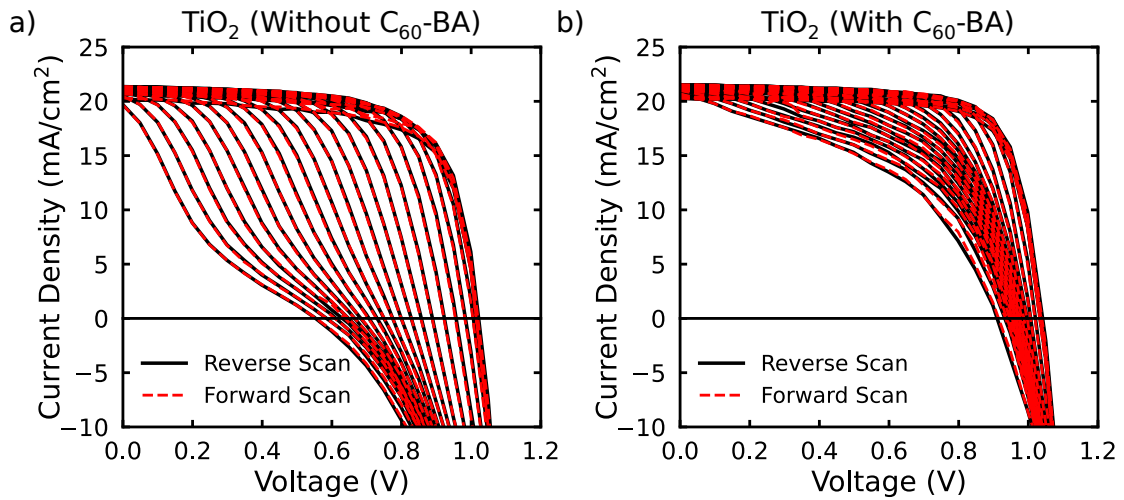 a)
TiO₂ (Without C₆₀-BA)
25
20
15
10
5
0
−5
−10
Current Density (mA/cm²)
Reverse Scan
Forward Scan
0.0 0.2 0.4 0.6 0.8 1.0 1.2
Voltage (V)
b)
TiO₂ (With C₆₀-BA)
25
20
15
10
5
0
−5
−10
Current Density (mA/cm²)
Reverse Scan
Forward Scan
0.0 0.2 0.4 0.6 0.8 1.0 1.2
Voltage (V)